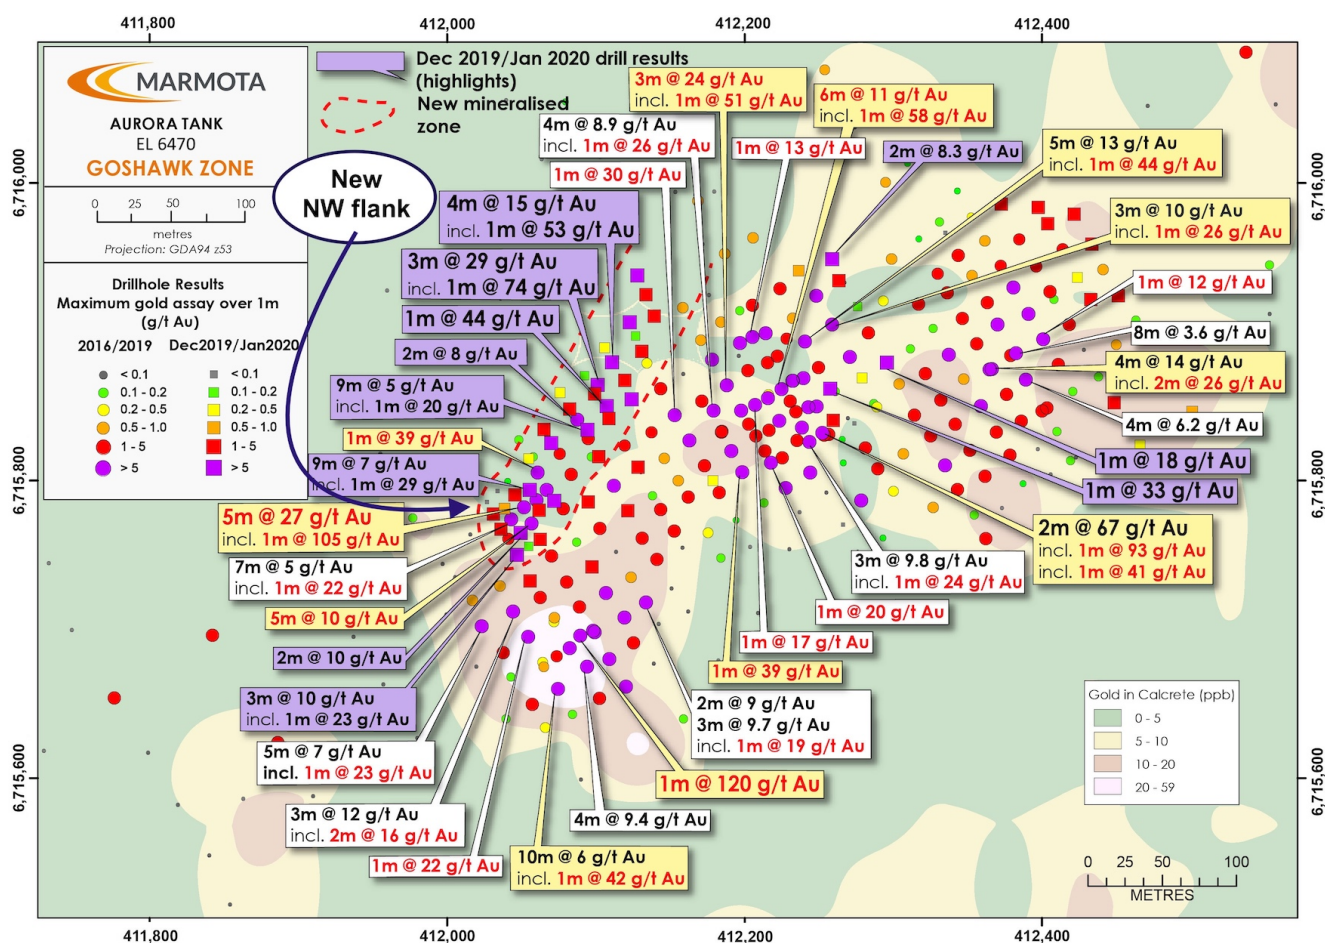 411,800
412,000
412,200
412,400
6,716,000
6,715,800
6,715,600
MARMOTA
AURORA TANK
EL 6470
GOSHAWK ZONE
0 25 50 100
metres
Projection: GDA94 z53
Drillhole Results
Maximum gold assay over 1m
(g/t Au)
2016/2019 Dec2019/Jan2020
< 0.1 < 0.1
0.1 - 0.2 0.1 - 0.2
0.2 - 0.5 0.2 - 0.5
0.5 - 1.0 0.5 - 1.0
1 - 5 1 - 5
> 5 > 5
Dec 2019/Jan 2020 drill results
(highlights)
New mineralised
zone
New
NW flank
3m @ 24 g/t Au
incl. 1m @ 51 g/t Au
6m @ 11 g/t Au
incl. 1m @ 58 g/t Au
4m @ 8.9 g/t Au
incl. 1m @ 26 g/t Au
1m @ 13 g/t Au
2m @ 8.3 g/t Au
5m @ 13 g/t Au
incl. 1m @ 44 g/t Au
1m @ 30 g/t Au
4m @ 15 g/t Au
incl. 1m @ 53 g/t Au
3m @ 10 g/t Au
incl. 1m @ 26 g/t Au
3m @ 29 g/t Au
incl. 1m @ 74 g/t Au
1m @ 12 g/t Au
1m @ 44 g/t Au
8m @ 3.6 g/t Au
2m @ 8 g/t Au
4m @ 14 g/t Au
incl. 2m @ 26 g/t Au
9m @ 5 g/t Au
incl. 1m @ 20 g/t Au
4m @ 6.2 g/t Au
1m @ 39 g/t Au
1m @ 18 g/t Au
9m @ 7 g/t Au
incl. 1m @ 29 g/t Au
1m @ 33 g/t Au
5m @ 27 g/t Au
incl. 1m @ 105 g/t Au
2m @ 67 g/t Au
incl. 1m @ 93 g/t Au
incl. 1m @ 41 g/t Au
7m @ 5 g/t Au
incl. 1m @ 22 g/t Au
3m @ 9.8 g/t Au
incl. 1m @ 24 g/t Au
5m @ 10 g/t Au
1m @ 20 g/t Au
1m @ 17 g/t Au
2m @ 10 g/t Au
1m @ 39 g/t Au
3m @ 10 g/t Au
incl. 1m @ 23 g/t Au
2m @ 9 g/t Au
3m @ 9.7 g/t Au
incl. 1m @ 19 g/t Au
5m @ 7 g/t Au
incl. 1m @ 23 g/t Au
1m @ 120 g/t Au
3m @ 12 g/t Au
incl. 2m @ 16 g/t Au
4m @ 9.4 g/t Au
1m @ 22 g/t Au
10m @ 6 g/t Au
incl. 1m @ 42 g/t Au
Gold in Calcrete (ppb)
0 - 5
5 - 10
10 - 20
20 - 59
0 25 50 100
METRES
6,716,000
6,715,800
6,715,600
411,800
412,000
412,200
412,400